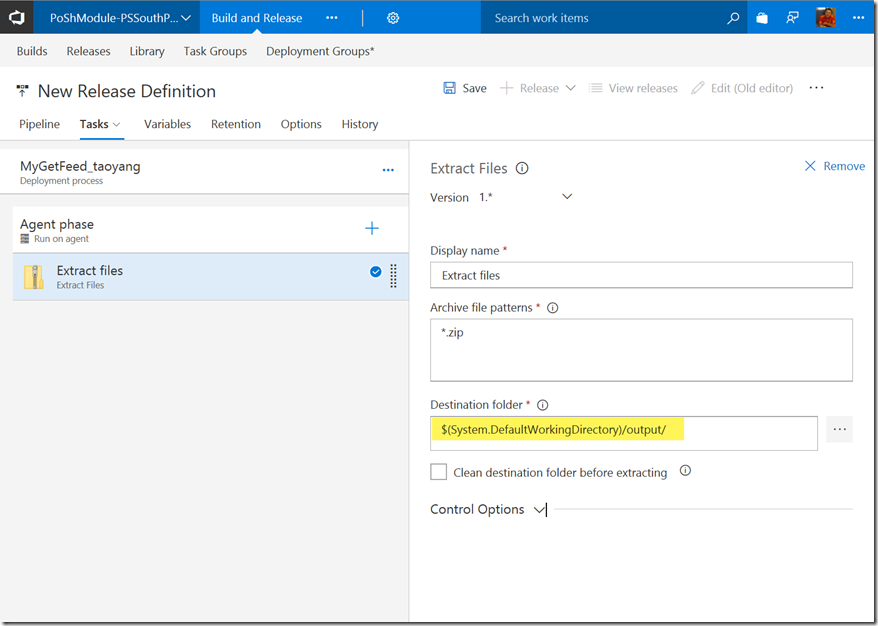 PoShModule-PSSouthP... Build and Release ... Search work items ...
Builds Releases Library Task Groups Deployment Groups*
New Release Definition Save Release View releases Edit (Old editor) ...
Pipeline Tasks Variables Retention Options History
MyGetFeed_taoyang ...
Deployment process
Agent phase
Run on agent
Extract files
Extract Files
Extract Files Remove
Version 1.*
Display name *
Extract files
Archive file patterns *
*.zip
Destination folder *
$(System.DefaultWorkingDirectory)/output/ ...
Clean destination folder before extracting
Control Options